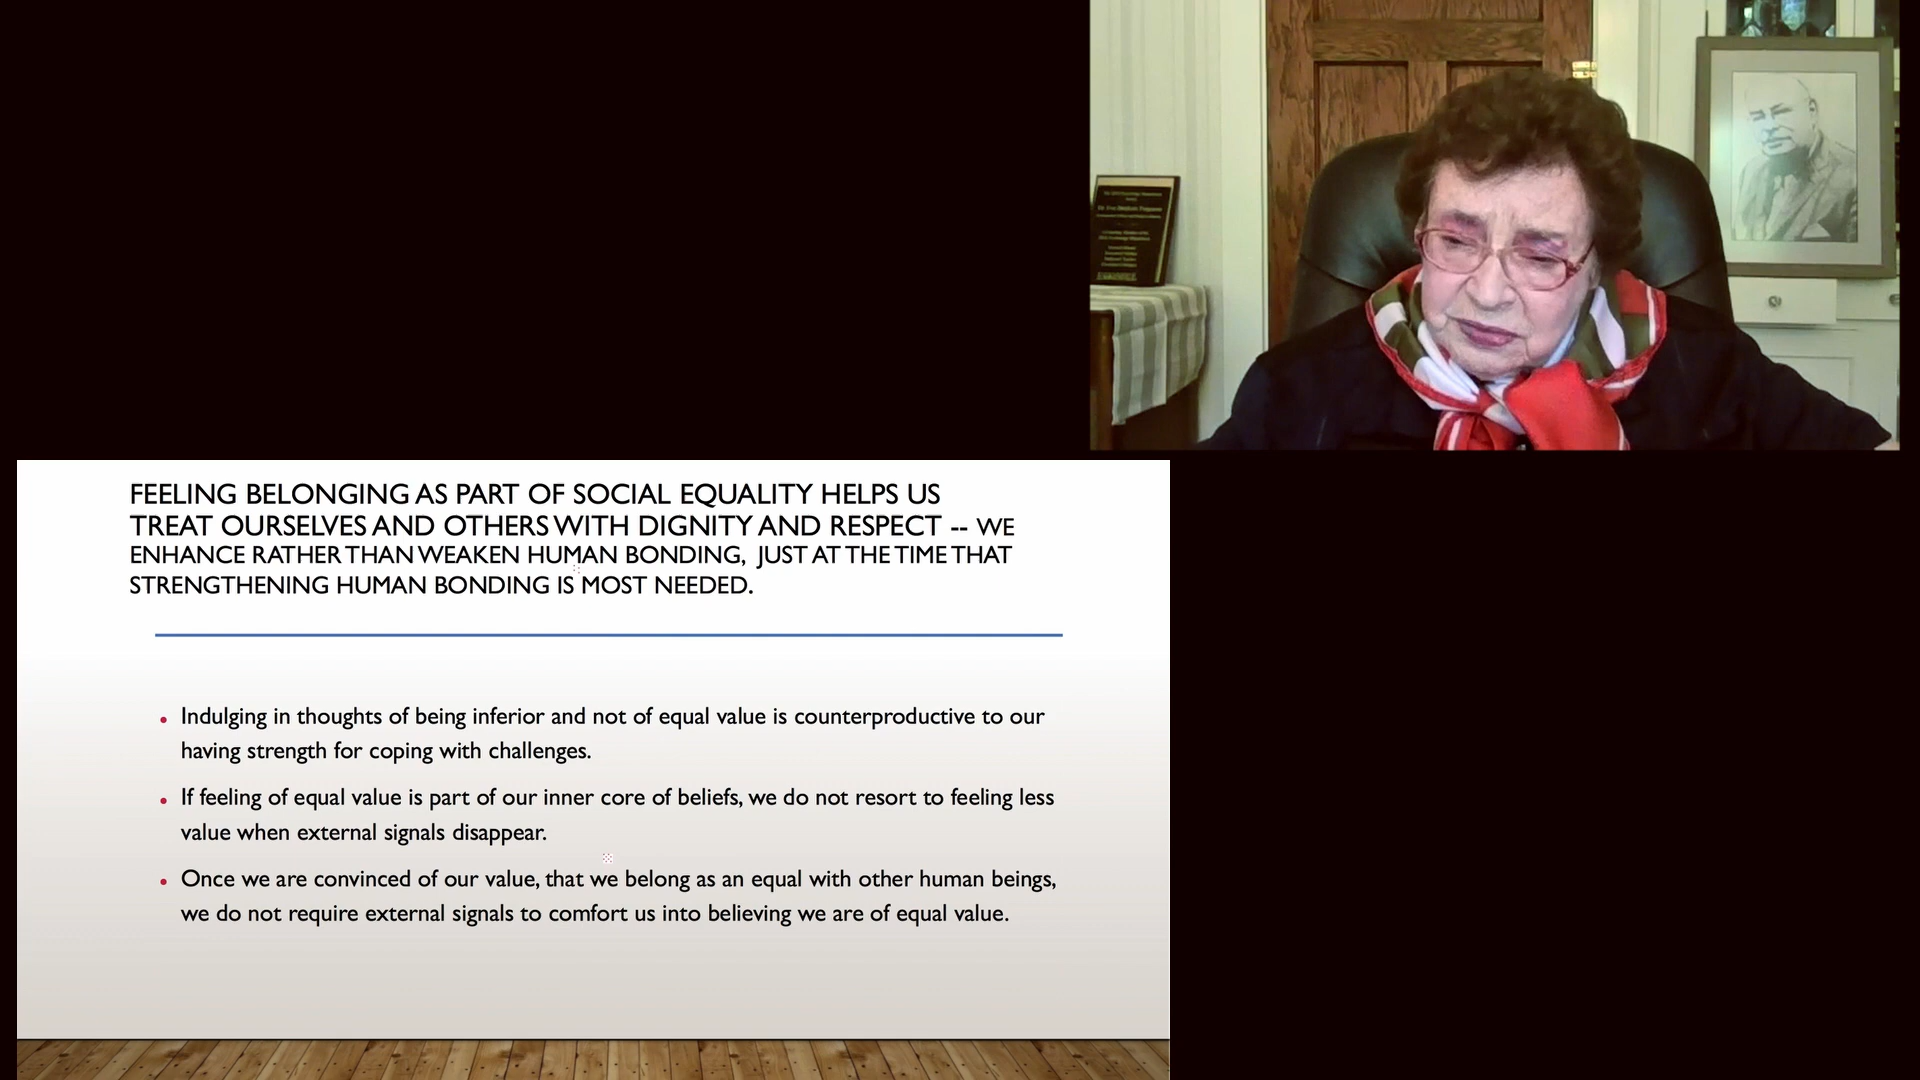 FEELING BELONGING AS PART OF SOCIAL EQUALITY HELPS US
TREAT OURSELVES AND OTHERS WITH DIGNITY AND RESPECT -- WE
ENHANCE RATHER THAN WEAKEN HUMAN BONDING, JUST AT THE TIME THAT
STRENGTHENING HUMAN BONDING IS MOST NEEDED.
• Indulging in thoughts of being inferior and not of equal value is counterproductive to our
having strength for coping with challenges.
• If feeling of equal value is part of our inner core of beliefs, we do not resort to feeling less
value when external signals disappear.
• Once we are convinced of our value, that we belong as an equal with other human beings,
we do not require external signals to comfort us into believing we are of equal value.